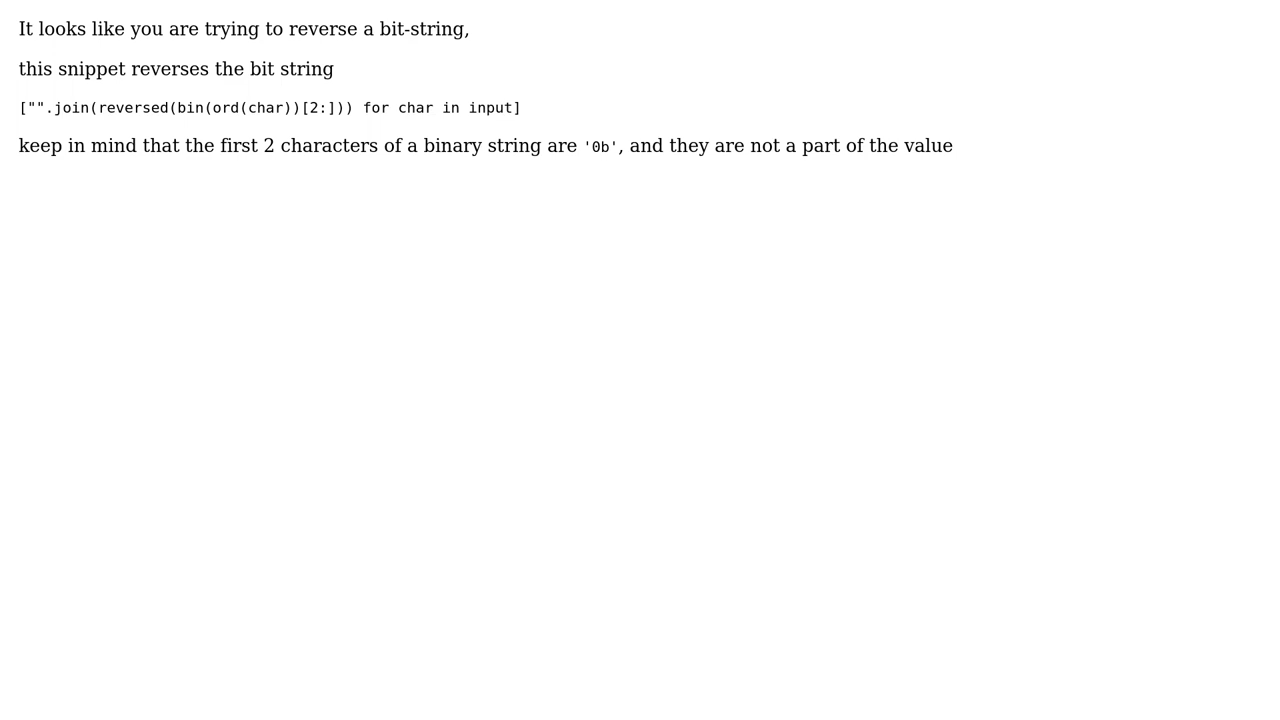 It looks like you are trying to reverse a bit-string,
this snippet reverses the bit string
["".join(reversed(bin(ord(char))[2:])) for char in input]
keep in mind that the first 2 characters of a binary string are '0b', and they are not a part of the value